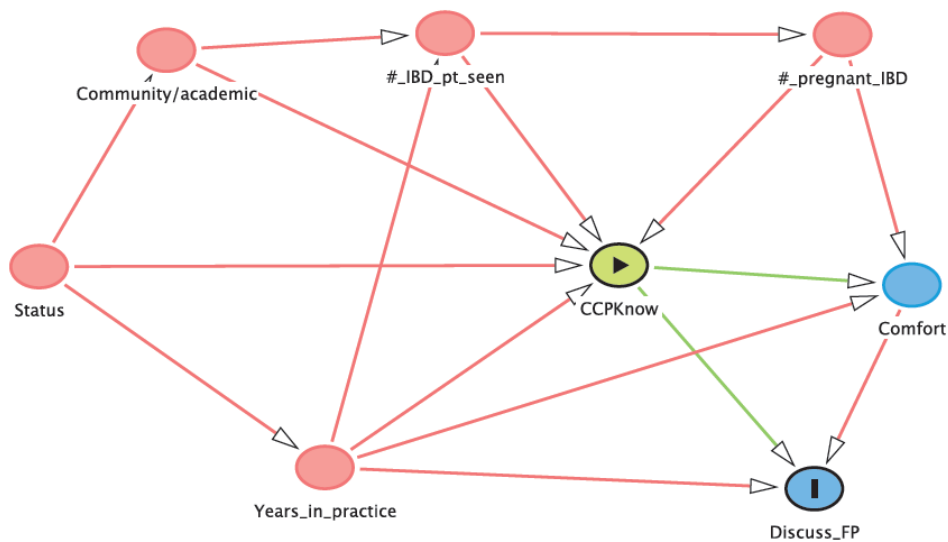 Community/academic
#_IBD_pt_seen
#_pregnant_IBD
Status
CCPKnow
Comfort
Years_in_practice
Discuss_FP